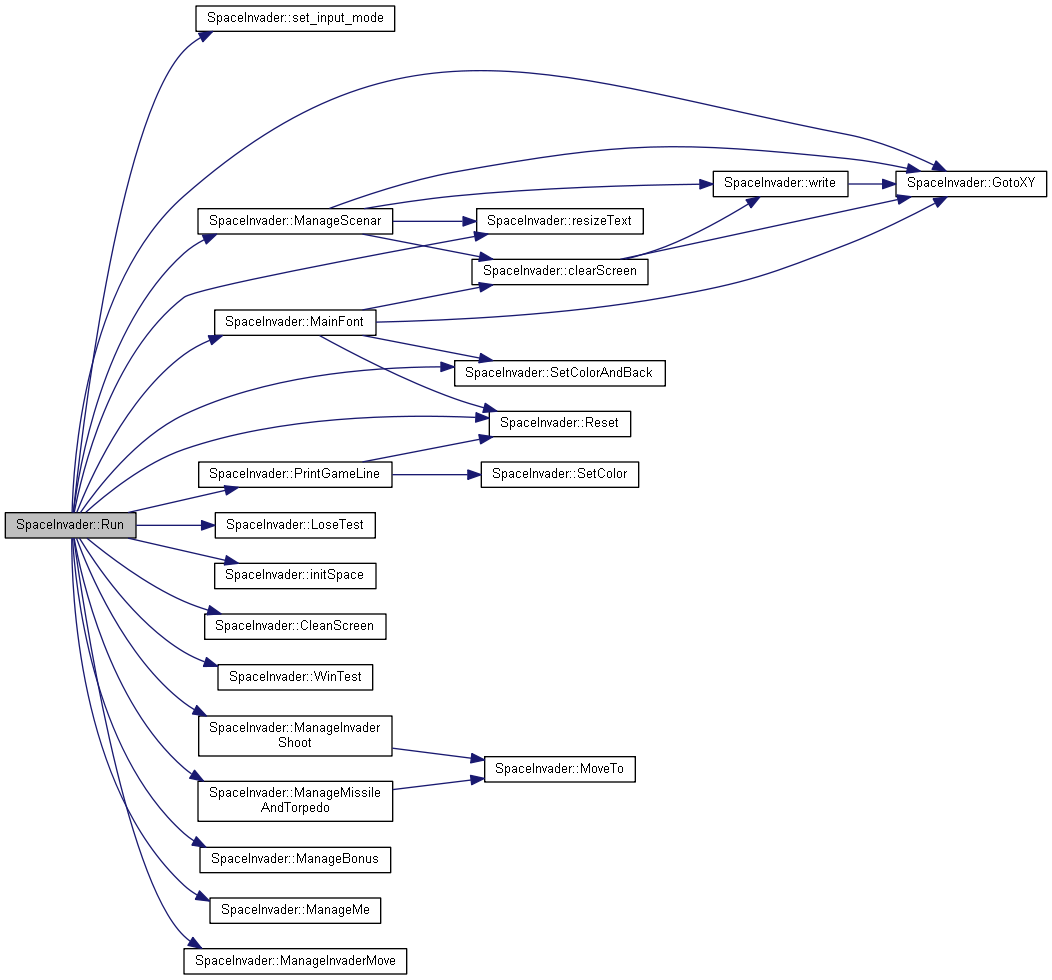 SpaceInvader::set_input_mode
SpaceInvader::write
SpaceInvader::GotoXY
SpaceInvader::ManageScenar
SpaceInvader::resizeText
SpaceInvader::clearScreen
SpaceInvader::MainFont
SpaceInvader::SetColorAndBack
SpaceInvader::Reset
SpaceInvader::PrintGameLine
SpaceInvader::SetColor
SpaceInvader::Run
SpaceInvader::LoseTest
SpaceInvader::initSpace
SpaceInvader::CleanScreen
SpaceInvader::WinTest
SpaceInvader::ManageInvader
Shoot
SpaceInvader::MoveTo
SpaceInvader::ManageMissile
AndTorpedo
SpaceInvader::ManageBonus
SpaceInvader::ManageMe
SpaceInvader::ManageInvaderMove